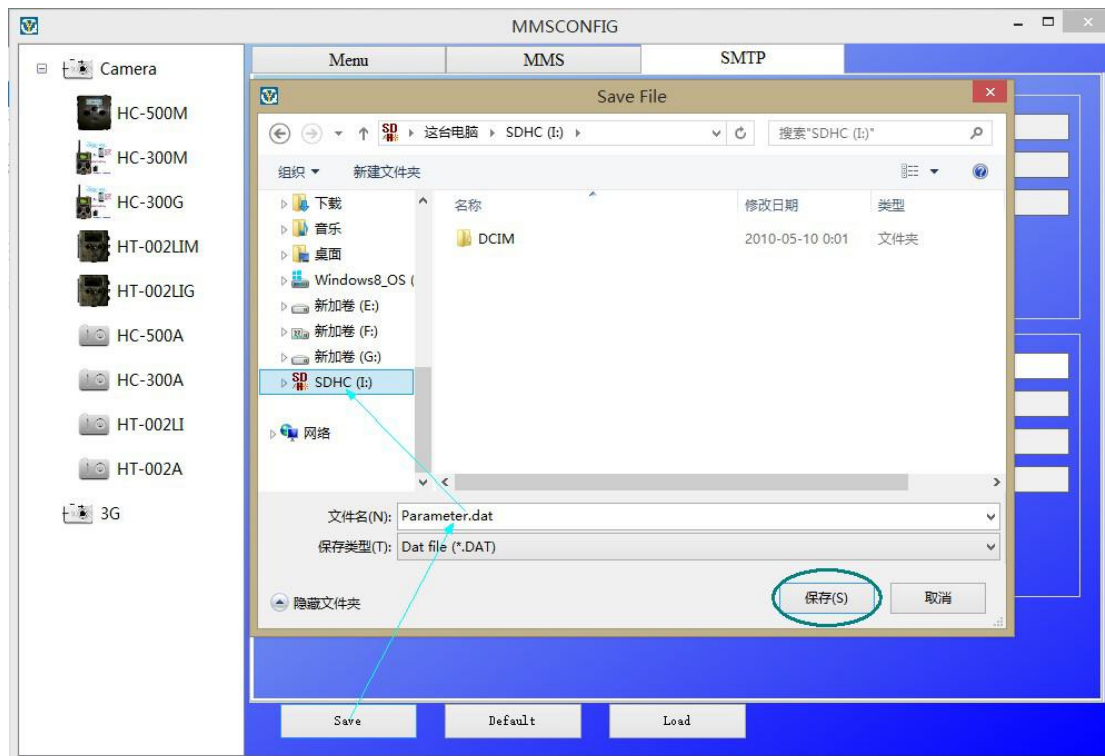 MMSCONFIG
Camera
HC-500M
HC-300M
HC-300G
HT-002LIM
HT-002LIG
HC-500A
HC-300A
HT-002LI
HT-002A
3G
Menu
MMS
SMTP
Save File
这台电脑
SDHC (I:)
搜索"SDHC (I:)"
组织
新建文件夹
下载
音乐
桌面
Windows8_OS (
新加卷 (E:)
新加卷 (F:)
新加卷 (G:)
SDHC (I:)
网络
名称
修改日期
类型
DCIM
2010-05-10 0:01
文件夹
文件名(N):
Parameter.dat
保存类型(T):
Dat file (*.DAT)
隐藏文件夹
保存(S)
取消
Save
Default
Load